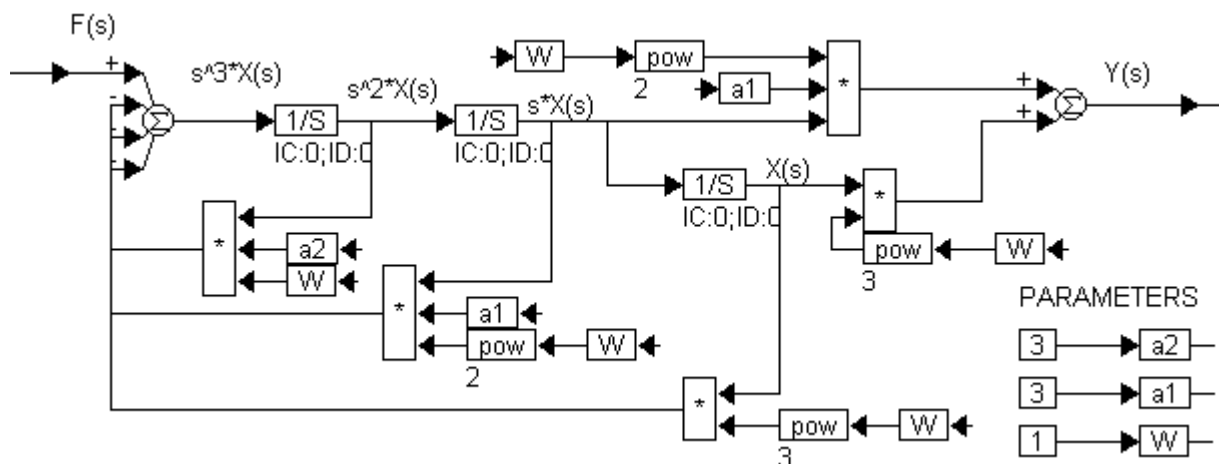 F(s)
s^3*X(s)
s^2*X(s)
s*X(s)
Y(s)
W
pow
2
a1
*
+
+
Σ
+
-
-
-
Σ
1/S
IC:0;ID:0
1/S
IC:0;ID:0
1/S
IC:0;ID:0
X(s)
*
pow
3
W
*
a2
W
*
a1
pow
2
W
*
pow
3
W
PARAMETERS
3 a2
3 a1
1 W